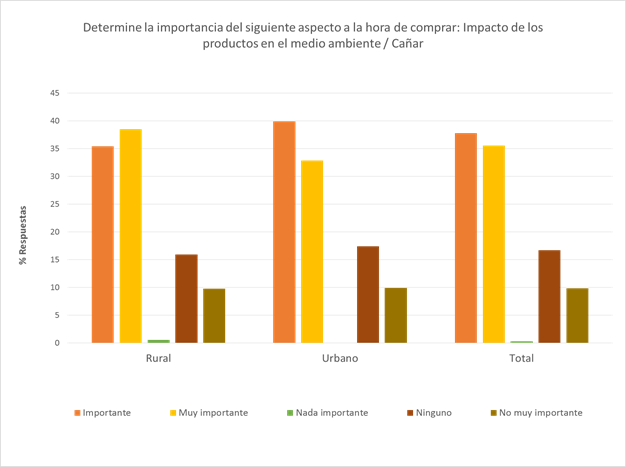 Determine la importancia del siguiente aspecto a la hora de comprar: Impacto de los
productos en el medio ambiente / Cañar
45
40
35
30
25
20
15
10
5
0
% Respuestas
Rural
Urbano
Total
Importante
Muy importante
Nada importante
Ninguno
No muy importante